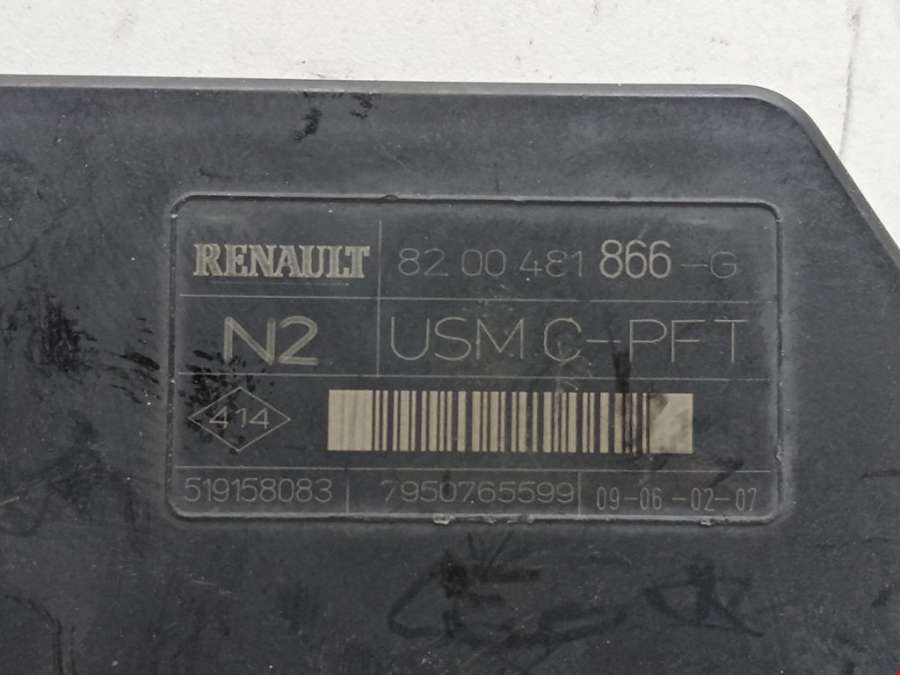 RENAULT 82 00 481 866-G
N2 USM C-PFT
414
519158083 7950765599 09-06-02-07